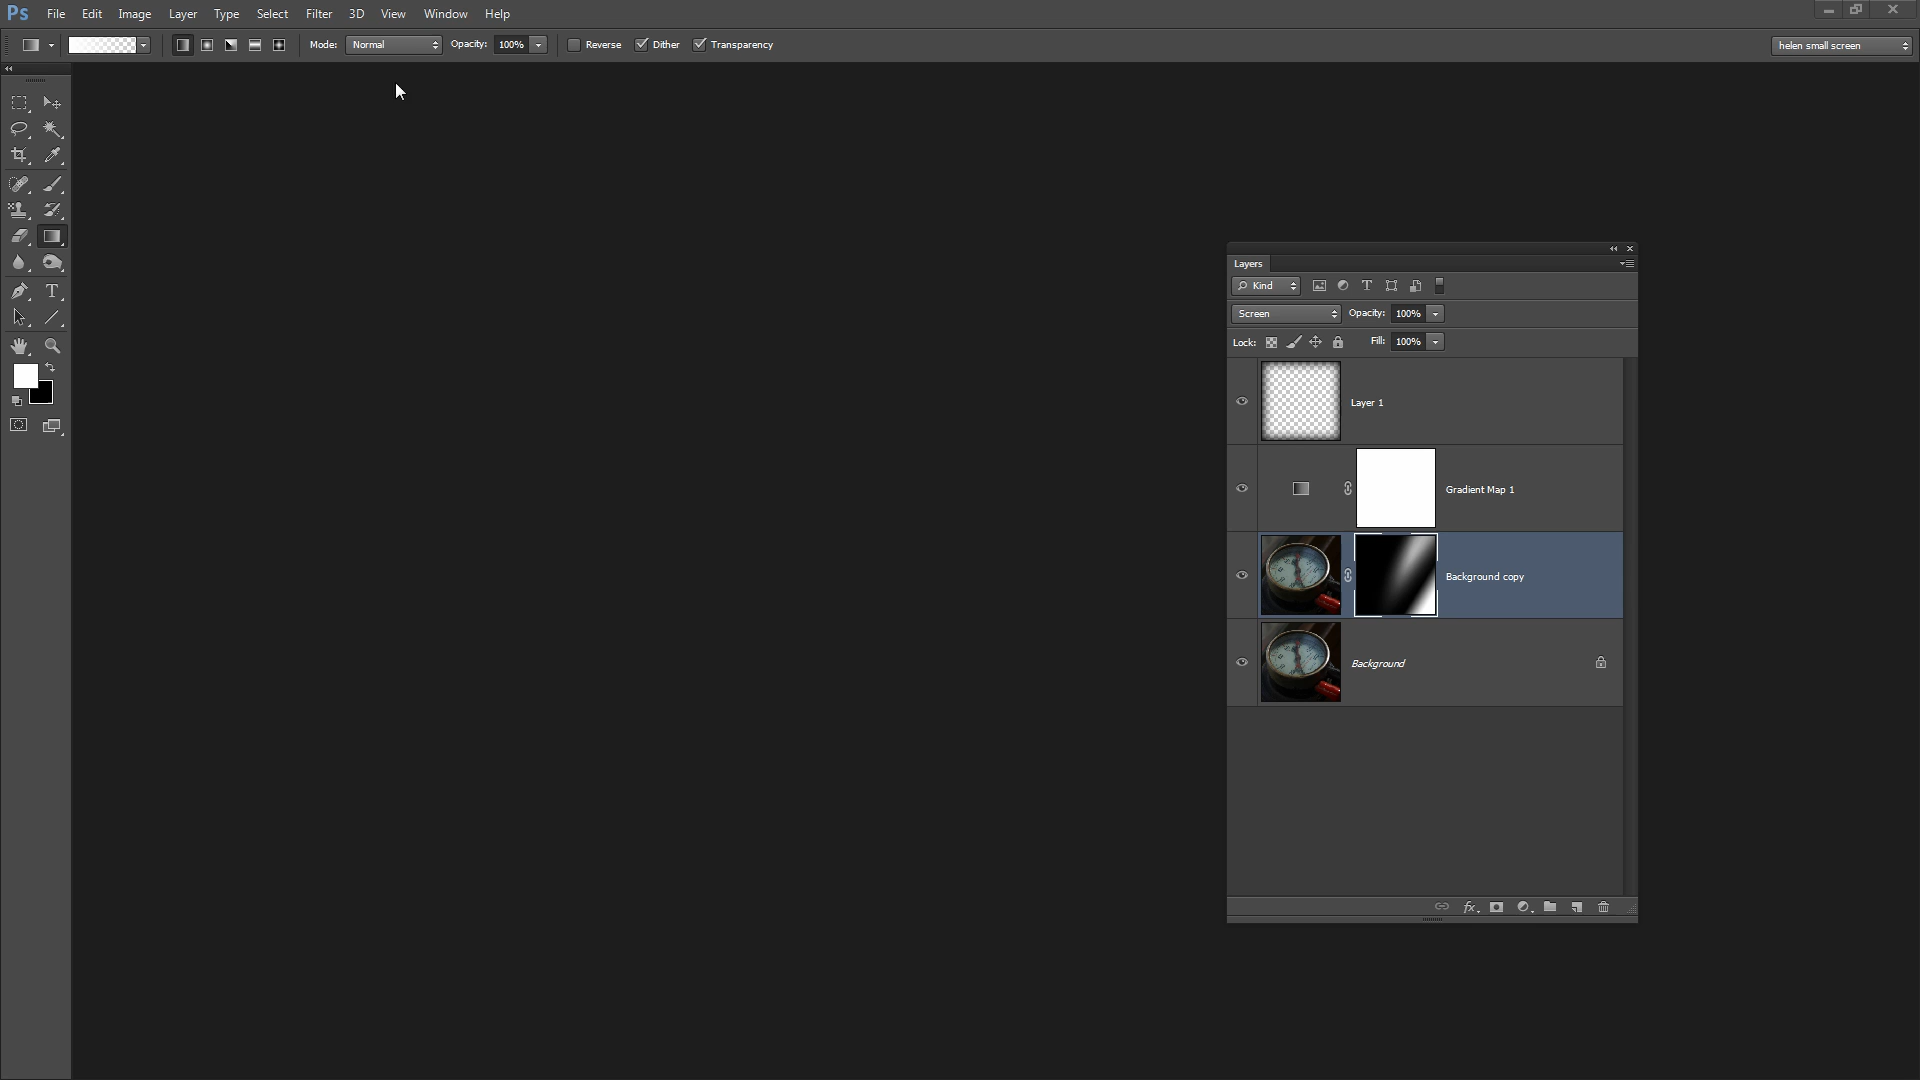 Ps File Edit Image Layer Type Select Filter 3D View Window Help
Mode: Normal Opacity: 100% Reverse Dither Transparency helen small screen
Layers
Kind
Screen Opacity: 100%
Lock: Fill: 100%
Layer 1
Gradient Map 1
Background copy
Background
fx